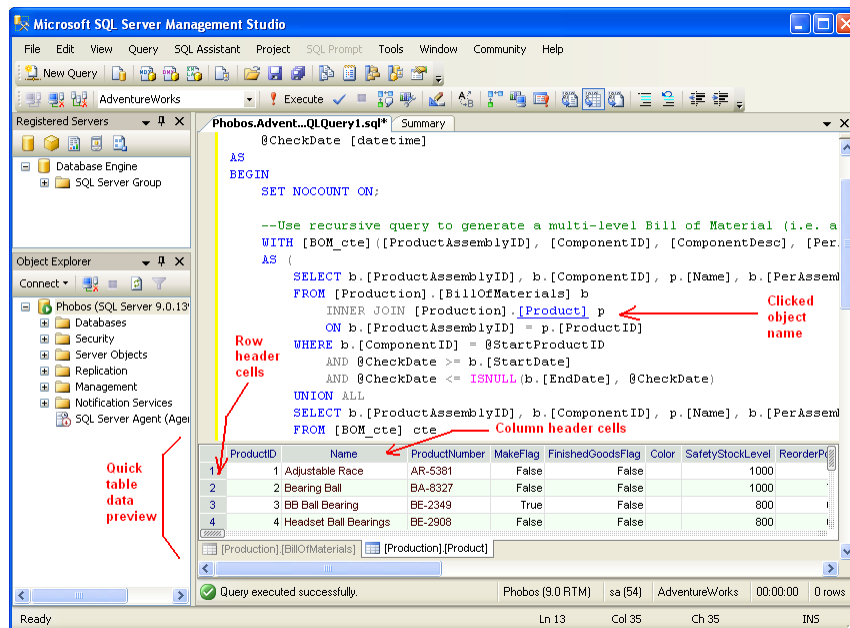 Microsoft SQL Server Management Studio
File Edit View Query SQL Assistant Project SQL Prompt Tools Window Community Help
New Query
AdventureWorks Execute
Registered Servers
Database Engine
SQL Server Group
Object Explorer
Connect
Phobos (SQL Server 9.0.13
Databases
Security
Server Objects
Replication
Management
Notification Services
SQL Server Agent (Age
Phobos.Advent...QLQuery1.sql* Summary
@CheckDate [datetime]
AS
BEGIN
SET NOCOUNT ON;
--Use recursive query to generate a multi-level Bill of Material (i.e. a
WITH [BOM_cte]([ProductAssemblyID], [ComponentID], [ComponentDesc], [Per
AS (
SELECT b.[ProductAssemblyID], b.[ComponentID], p.[Name], b.[PerAssem
FROM [Production].[BillOfMaterials] b
INNER JOIN [Production].[Product] p
ON b.[ProductAssemblyID] = p.[ProductID]
WHERE b.[ComponentID] = @StartProductID
AND @CheckDate >= b.[StartDate]
AND @CheckDate <= ISNULL(b.[EndDate], @CheckDate)
UNION ALL
SELECT b.[ProductAssemblyID], b.[ComponentID], p.[Name], b.[PerAssem
FROM [BOM_cte] cte
Clicked
object
name
Row
header
cells
Column header cells
Quick
table
data
preview
ProductID Name ProductNumber MakeFlag FinishedGoodsFlag Color SafetyStockLevel ReorderPo
1 1 Adjustable Race AR-5381 False False 1000
2 2 Bearing Ball BA-8327 False False 1000
3 3 BB Ball Bearing BE-2349 True False 800
4 4 Headset Ball Bearings BE-2908 False False 800
[Production].[BillOfMaterials] [Production].[Product]
Query executed successfully. Phobos (9.0 RTM) sa (54) AdventureWorks 00:00:00 0 rows
Ready Ln 13 Col 35 Ch 35 INS